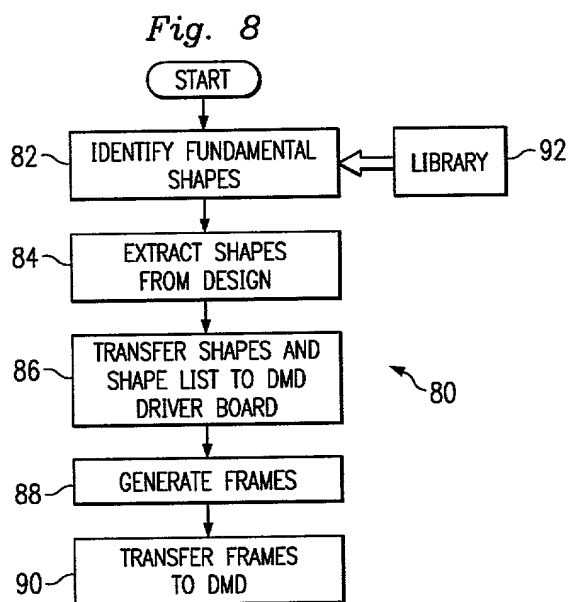 Fig. 8
START
82
IDENTIFY FUNDAMENTAL
SHAPES
LIBRARY
92
84
EXTRACT SHAPES
FROM DESIGN
86
TRANSFER SHAPES AND
SHAPE LIST TO DMD
DRIVER BOARD
80
88
GENERATE FRAMES
90
TRANSFER FRAMES
TO DMD